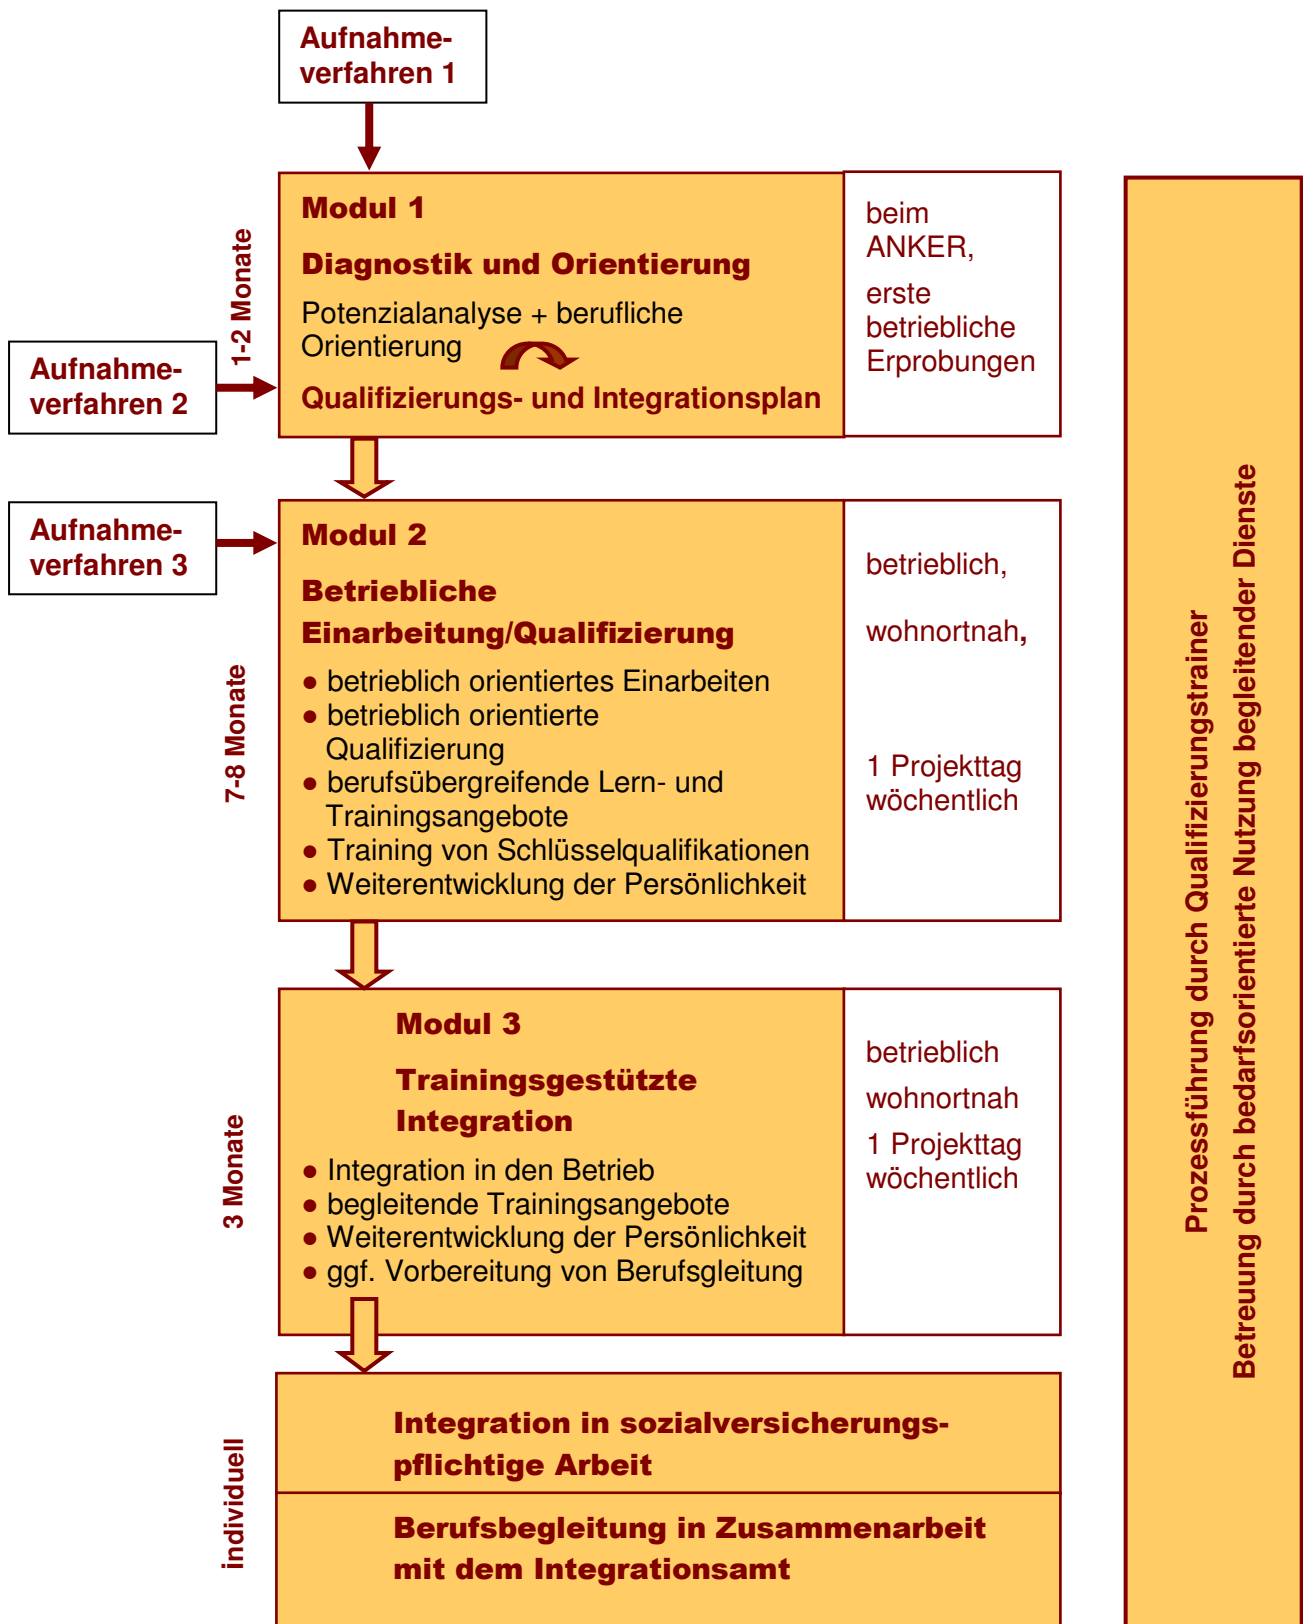 Aufnahme-
verfahren 1
1-2 Monate
Modul 1
Diagnostik und Orientierung
Potenzialanalyse + berufliche
Orientierung
Qualifizierungs- und Integrationsplan
beim
ANKER,
erste
betriebliche
Erprobungen
Aufnahme-
verfahren 2
Aufnahme-
verfahren 3
7-8 Monate
Modul 2
Betriebliche
Einarbeitung/Qualifizierung
● betrieblich orientiertes Einarbeiten
● betrieblich orientierte
Qualifizierung
● berufsübergreifende Lern- und
Trainingsangebote
● Training von Schlüsselqualifikationen
● Weiterentwicklung der Persönlichkeit
betrieblich,
wohnortnah,
1 Projekttag
wöchentlich
3 Monate
Modul 3
Trainingsgestützte
Integration
● Integration in den Betrieb
● begleitende Trainingsangebote
● Weiterentwicklung der Persönlichkeit
● ggf. Vorbereitung von Berufsgleitung
betrieblich
wohnortnah
1 Projekttag
wöchentlich
individuell
Integration in sozialversicherungs-
pflichtige Arbeit
Berufsbegleitung in Zusammenarbeit
mit dem Integrationsamt
Prozessführung durch Qualifizierungstrainer
Betreuung durch bedarfsorientierte Nutzung begleitender Dienste